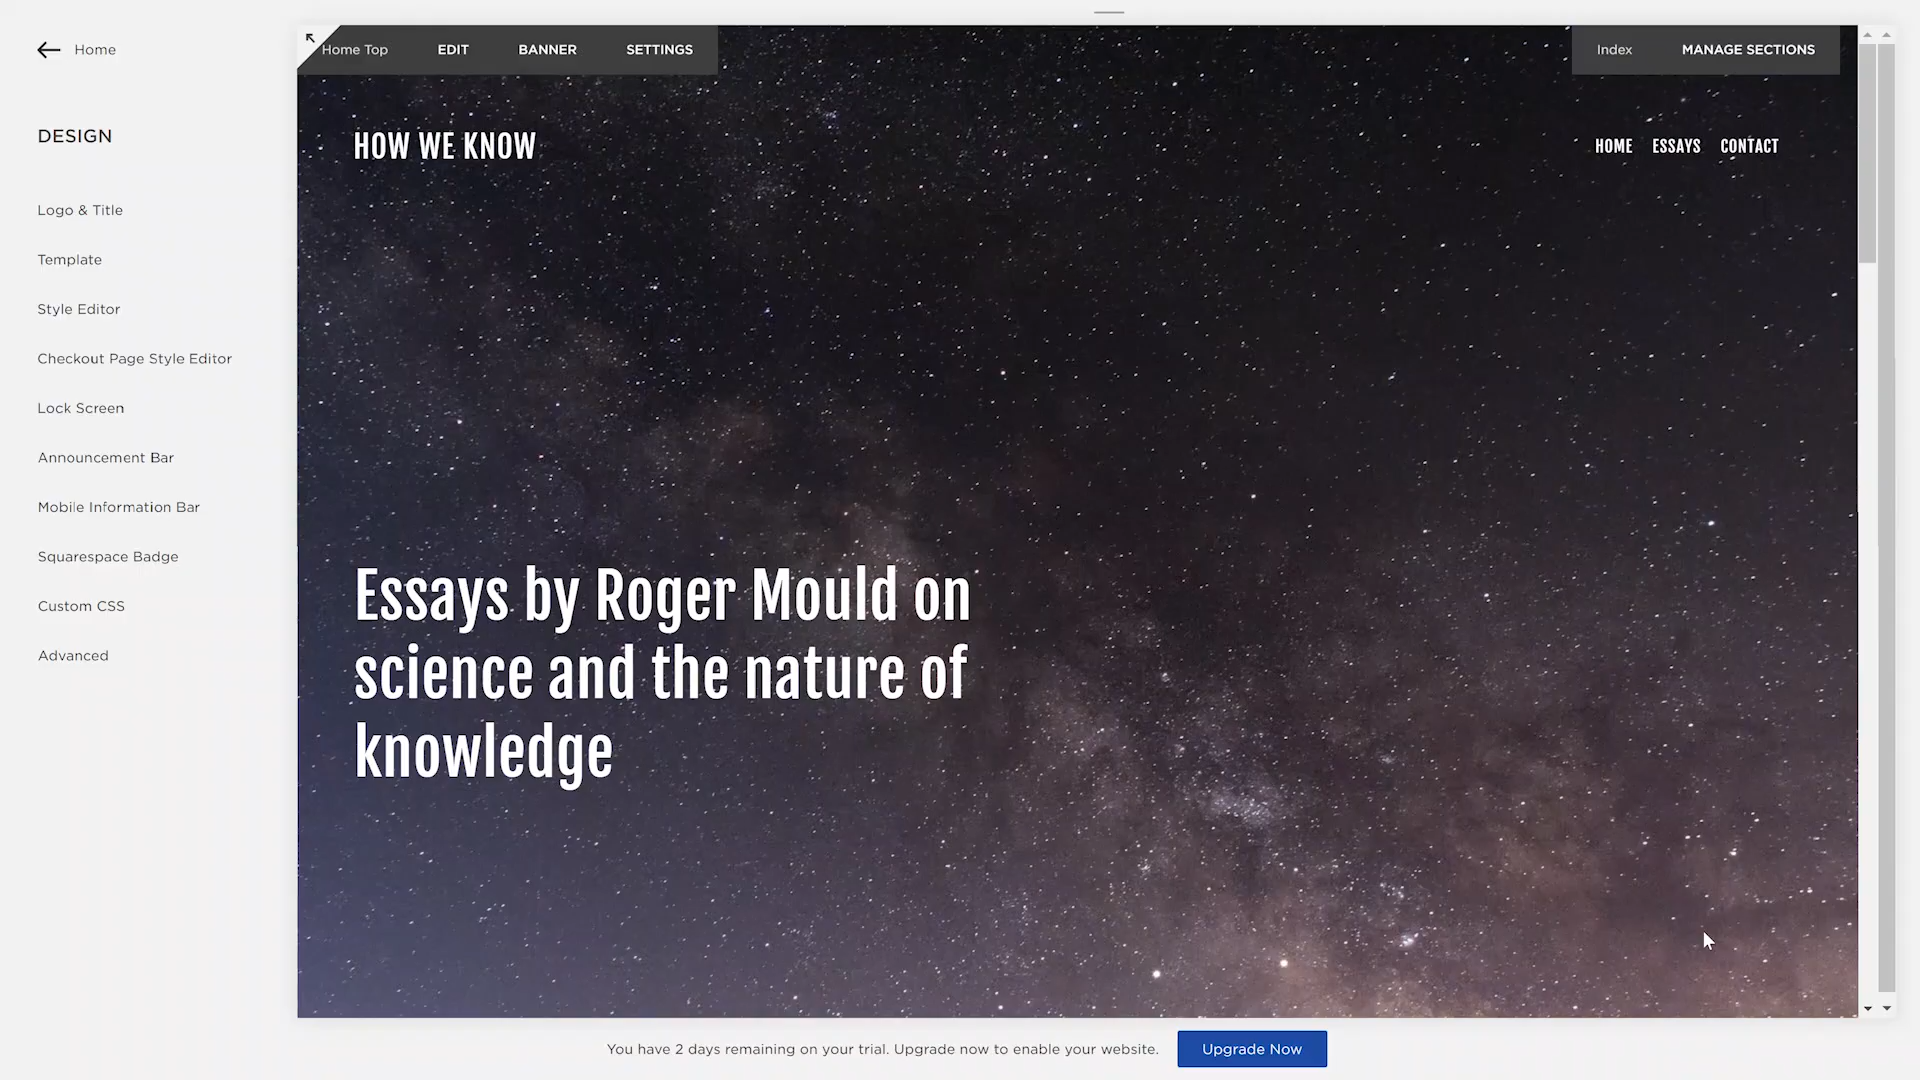 Home
DESIGN
Logo & Title
Template
Style Editor
Checkout Page Style Editor
Lock Screen
Announcement Bar
Mobile Information Bar
Squarespace Badge
Custom CSS
Advanced
Home Top EDIT BANNER SETTINGS
Index MANAGE SECTIONS
HOW WE KNOW
HOME ESSAYS CONTACT
Essays by Roger Mould on
science and the nature of
knowledge
You have 2 days remaining on your trial. Upgrade now to enable your website.
Upgrade Now